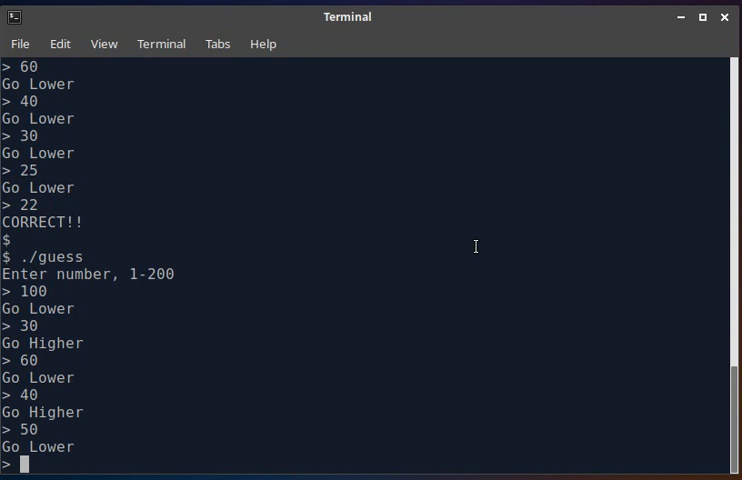 Terminal
File Edit View Terminal Tabs Help
> 60
Go Lower
> 40
Go Lower
> 30
Go Lower
> 25
Go Lower
> 22
CORRECT!!
$
$ ./guess
Enter number, 1-200
> 100
Go Lower
> 30
Go Higher
> 60
Go Lower
> 40
Go Higher
> 50
Go Lower
>